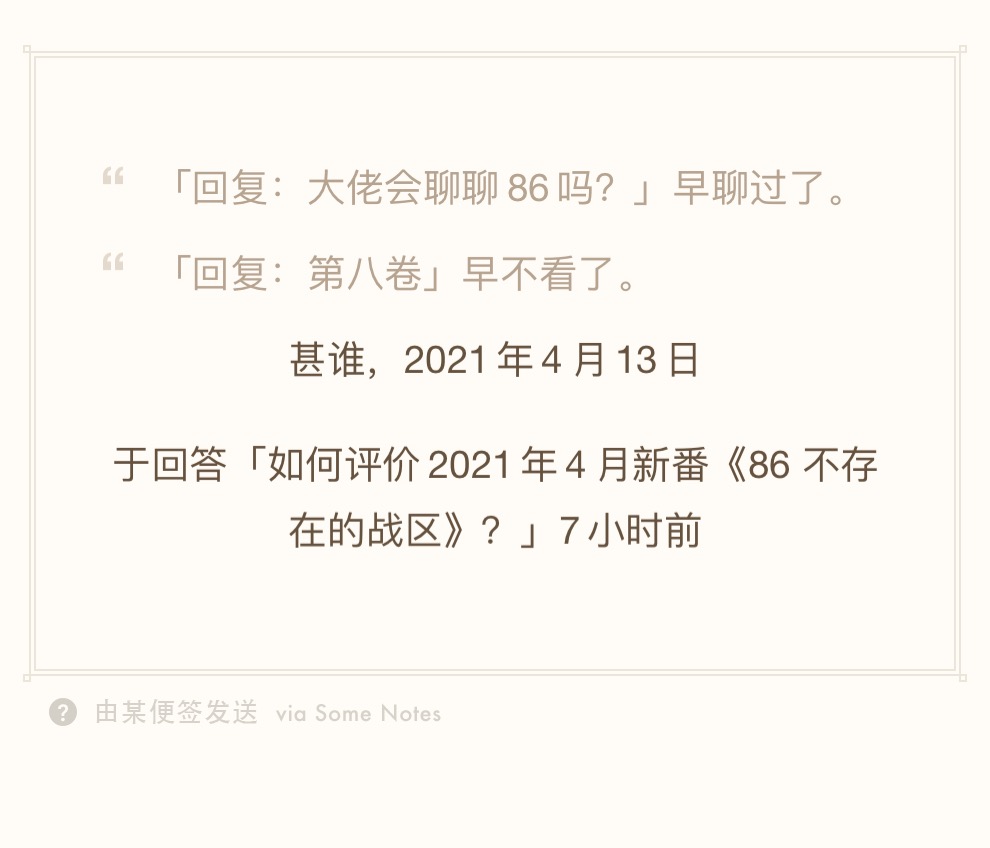 “ 「回复：大佬会聊聊 86 吗？」早聊过了。
“ 「回复：第八卷」早不看了。
甚谁，2021 年 4 月 13 日
于回答「如何评价 2021 年 4 月新番《86 不存
在的战区》？」7 小时前
? 由某便签发送 via Some Notes